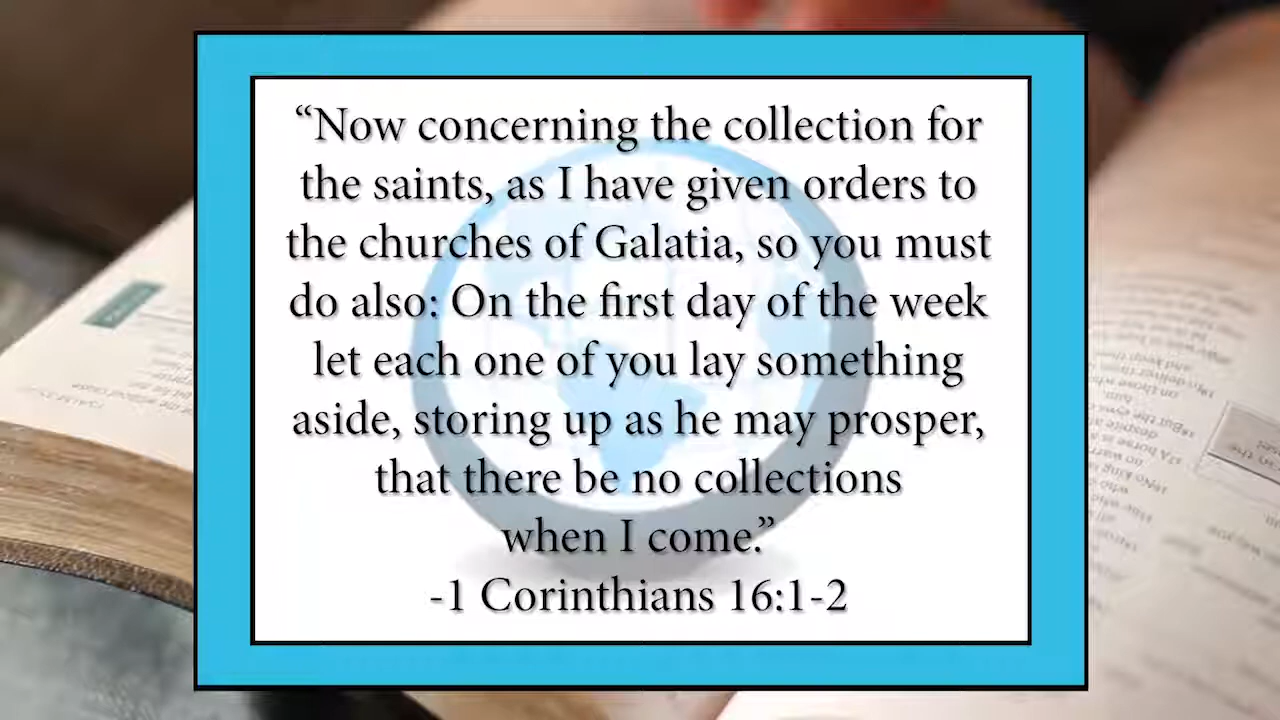 “Now concerning the collection for
the saints, as I have given orders to
the churches of Galatia, so you must
do also: On the first day of the week
let each one of you lay something
aside, storing up as he may prosper,
that there be no collections
when I come.”
-1 Corinthians 16:1-2